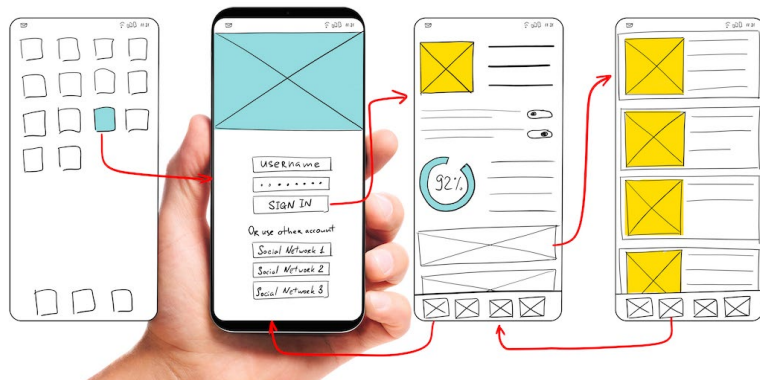 USERNAME
SIGN IN
OR use other account
Social Network 1
Social Network 2
Social Network 3
92%